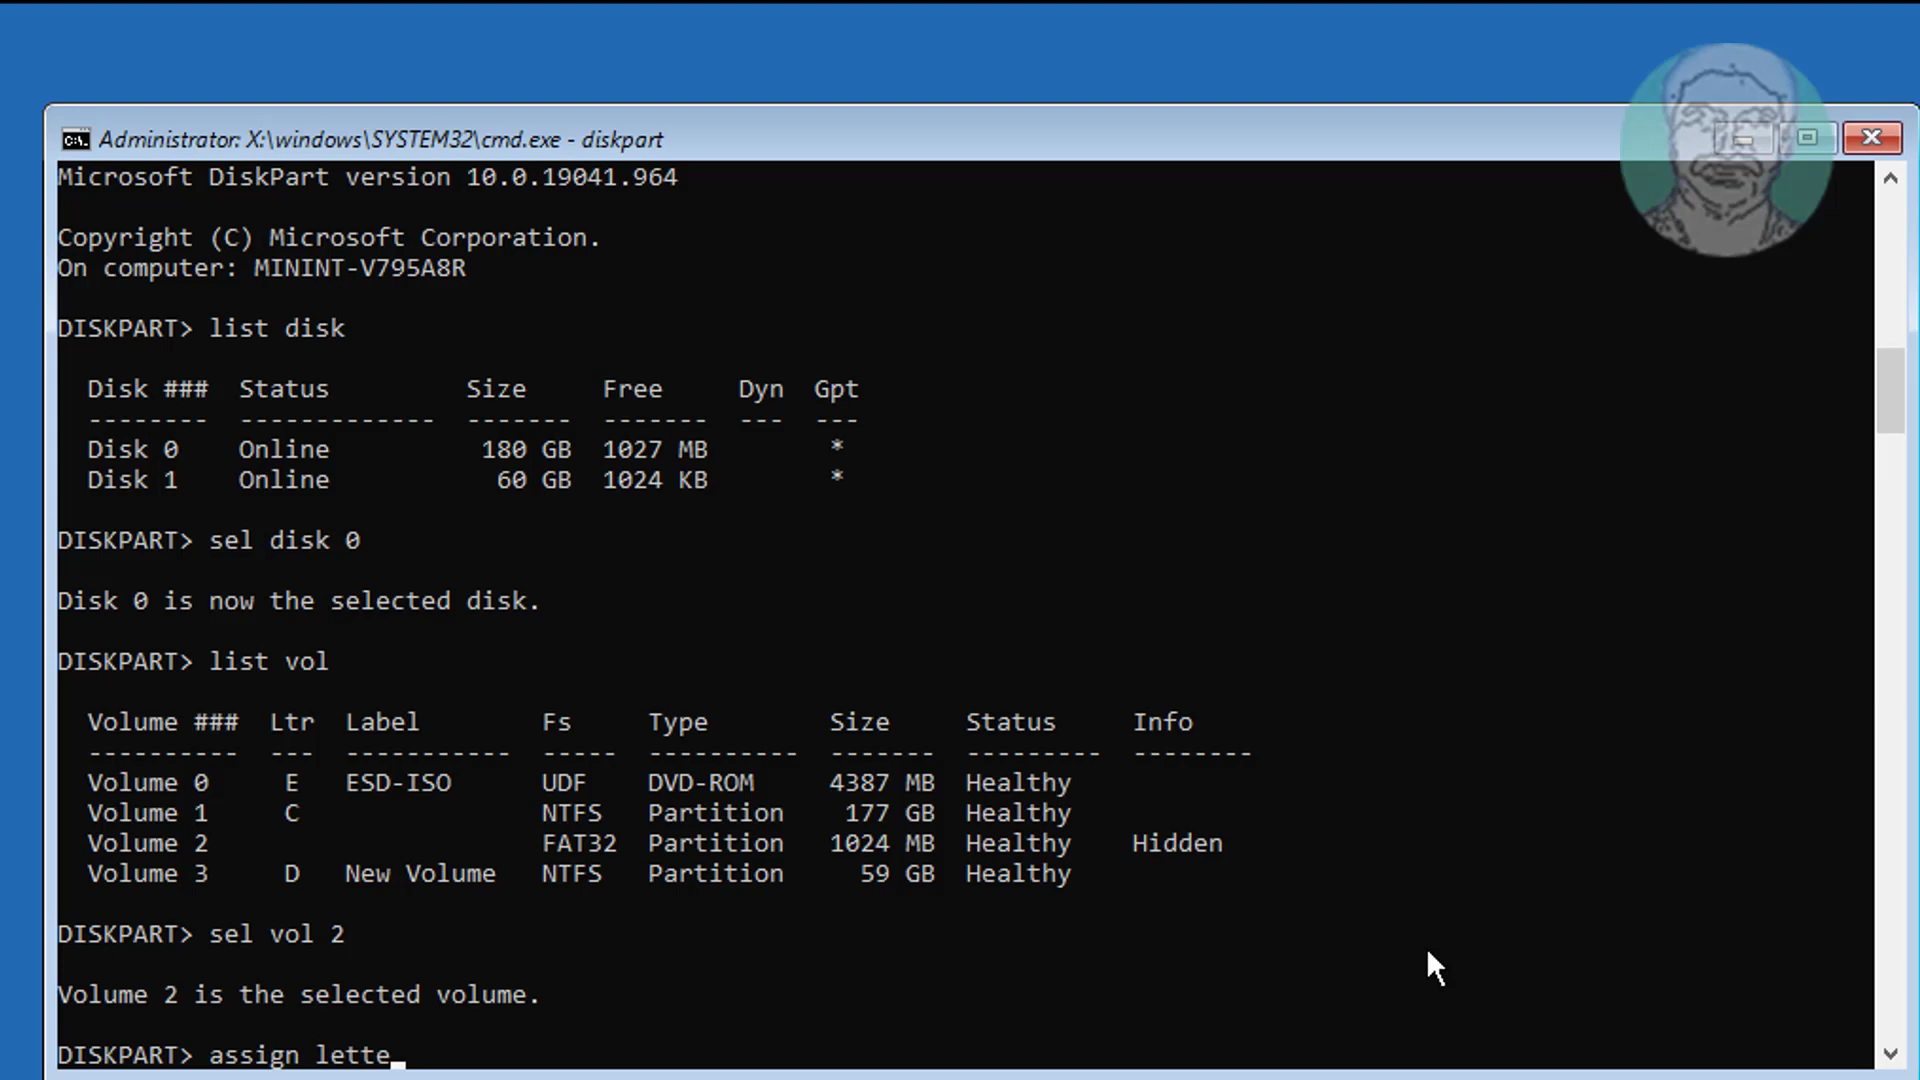 Administrator: X:\windows\SYSTEM32\cmd.exe - diskpart
Microsoft DiskPart version 10.0.19041.964
Copyright (C) Microsoft Corporation.
On computer: MININT-V795A8R
DISKPART> list disk
Disk ### Status Size Free Dyn Gpt
-------- ------------- ------- ------- --- ---
Disk 0 Online 180 GB 1027 MB *
Disk 1 Online 60 GB 1024 KB *
DISKPART> sel disk 0
Disk 0 is now the selected disk.
DISKPART> list vol
Volume ### Ltr Label Fs Type Size Status Info
---------- --- ----------- ----- ---------- ------- --------- --------
Volume 0 E ESD-ISO UDF DVD-ROM 4387 MB Healthy
Volume 1 C NTFS Partition 177 GB Healthy
Volume 2 FAT32 Partition 1024 MB Healthy Hidden
Volume 3 D New Volume NTFS Partition 59 GB Healthy
DISKPART> sel vol 2
Volume 2 is the selected volume.
DISKPART> assign lette